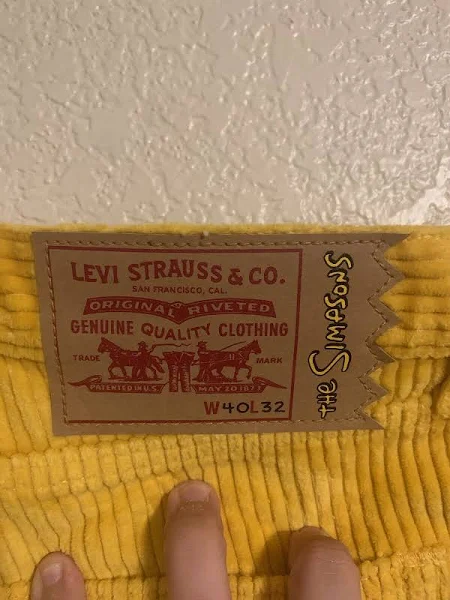 LEVI STRAUSS & CO.
SAN FRANCISCO, CAL.
ORIGINAL RIVETED
GENUINE QUALITY CLOTHING
TRADE MARK
PATENTED IN U.S. MAY 20 1873
W40L32
THE SIMPSONS